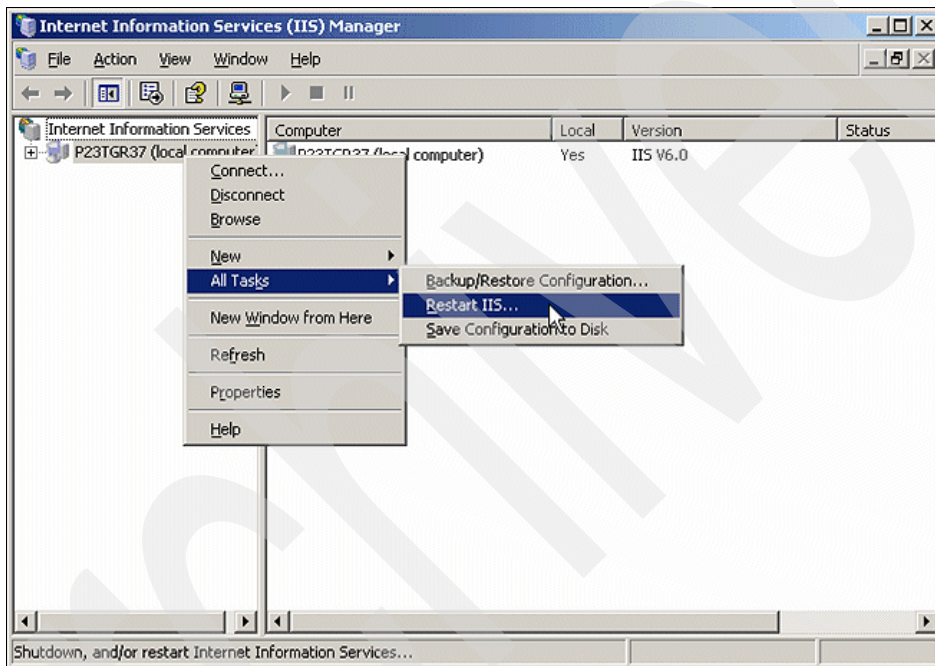 Internet Information Services (IIS) Manager
File Action View Window Help
Internet Information Services
Computer Local Version Status
P23TGR37 (local computer
P23TGR37 (local computer) Yes IIS V6.0
Connect...
Disconnect
Browse
New
All Tasks
Backup/Restore Configuration...
Restart IIS...
Save Configuration to Disk
New Window from Here
Refresh
Properties
Help
Shutdown, and/or restart Internet Information Services...